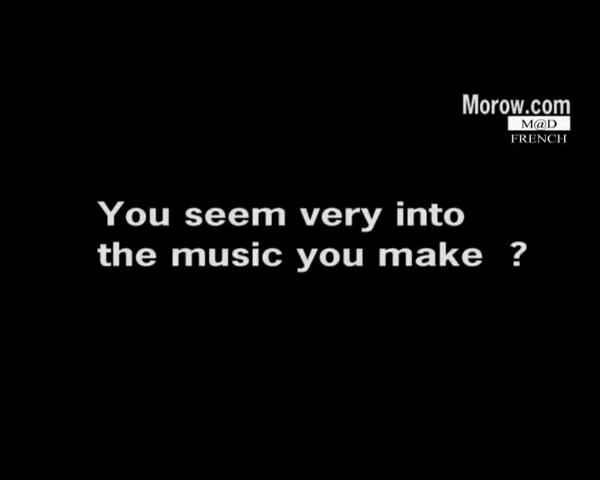 Morow.com
M@D
FRENCH
You seem very into
the music you make ?